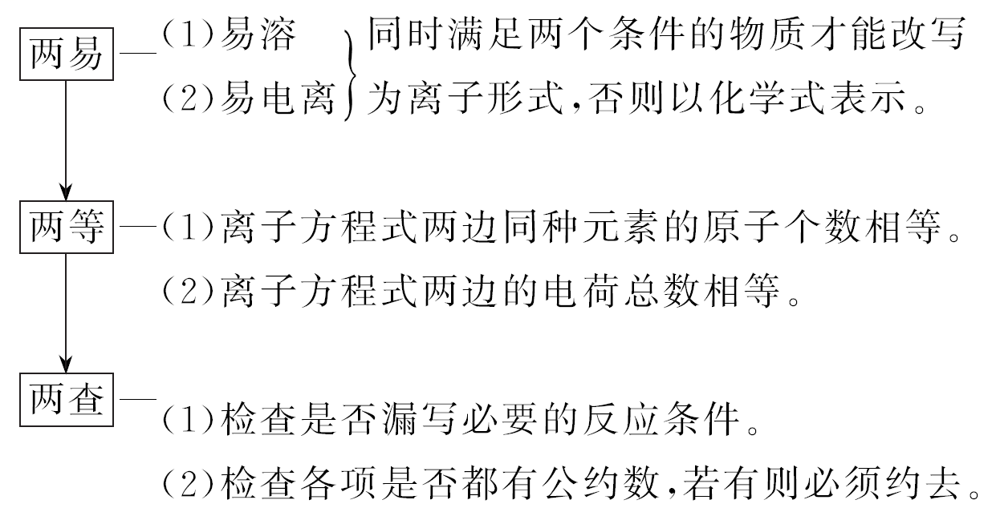 两易
(1)易溶
(2)易电离
同时满足两个条件的物质才能改写
为离子形式,否则以化学式表示。
两等
(1)离子方程式两边同种元素的原子个数相等。
(2)离子方程式两边的电荷总数相等。
两查
(1)检查是否漏写必要的反应条件。
(2)检查各项是否都有公约数,若有则必须约去。